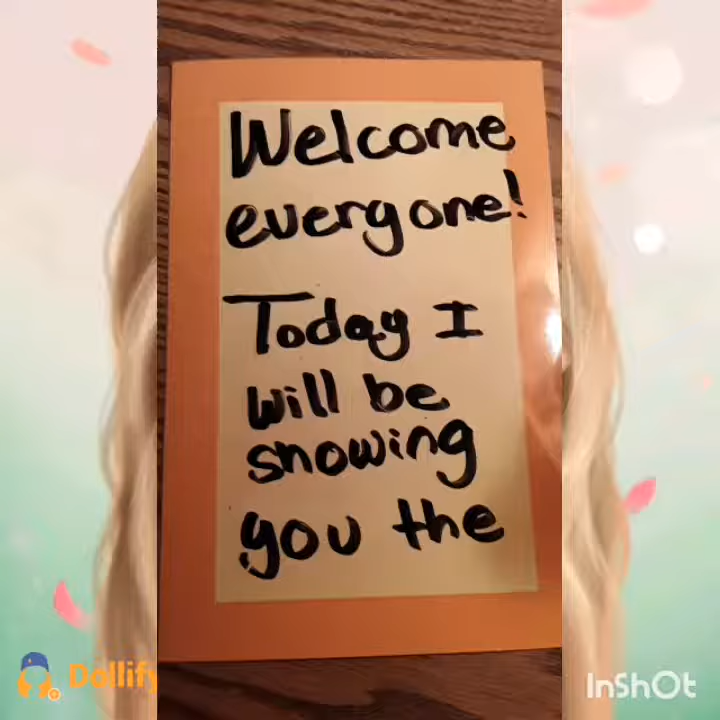 Welcome
everyone!
Today I
will be
showing
you the
Dollify
InShOt